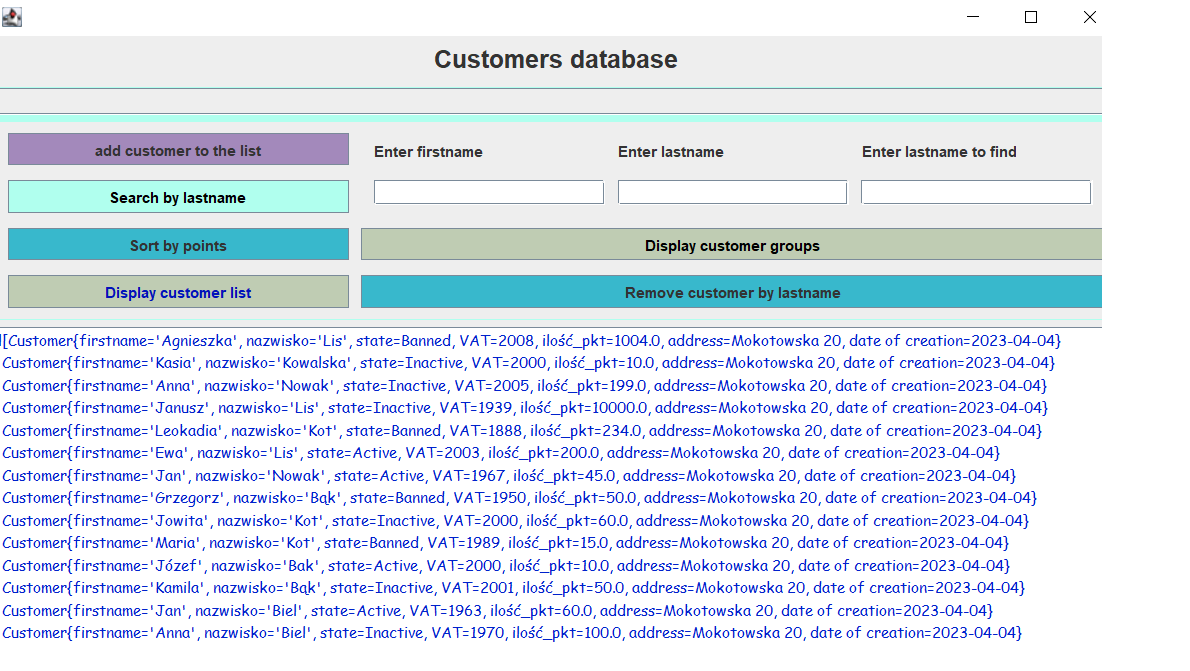 Customers database
add customer to the list
Enter firstname
Enter lastname
Enter lastname to find
Search by lastname
Sort by points
Display customer groups
Display customer list
Remove customer by lastname
[Customer{firstname='Agnieszka', nazwisko='Lis', state=Banned, VAT=2008, ilość_pkt=1004.0, address=Mokotowska 20, date of creation=2023-04-04}
Customer{firstname='Kasia', nazwisko='Kowalska', state=Inactive, VAT=2000, ilość_pkt=10.0, address=Mokotowska 20, date of creation=2023-04-04}
Customer{firstname='Anna', nazwisko='Nowak', state=Inactive, VAT=2005, ilość_pkt=199.0, address=Mokotowska 20, date of creation=2023-04-04}
Customer{firstname='Janusz', nazwisko='Lis', state=Inactive, VAT=1939, ilość_pkt=10000.0, address=Mokotowska 20, date of creation=2023-04-04}
Customer{firstname='Leokadia', nazwisko='Kot', state=Banned, VAT=1888, ilość_pkt=234.0, address=Mokotowska 20, date of creation=2023-04-04}
Customer{firstname='Ewa', nazwisko='Lis', state=Active, VAT=2003, ilość_pkt=200.0, address=Mokotowska 20, date of creation=2023-04-04}
Customer{firstname='Jan', nazwisko='Nowak', state=Active, VAT=1967, ilość_pkt=45.0, address=Mokotowska 20, date of creation=2023-04-04}
Customer{firstname='Grzegorz', nazwisko='Bąk', state=Banned, VAT=1950, ilość_pkt=50.0, address=Mokotowska 20, date of creation=2023-04-04}
Customer{firstname='Jowita', nazwisko='Kot', state=Inactive, VAT=2000, ilość_pkt=60.0, address=Mokotowska 20, date of creation=2023-04-04}
Customer{firstname='Maria', nazwisko='Kot', state=Banned, VAT=1989, ilość_pkt=15.0, address=Mokotowska 20, date of creation=2023-04-04}
Customer{firstname='Józef', nazwisko='Bak', state=Active, VAT=2000, ilość_pkt=10.0, address=Mokotowska 20, date of creation=2023-04-04}
Customer{firstname='Kamila', nazwisko='Bąk', state=Inactive, VAT=2001, ilość_pkt=50.0, address=Mokotowska 20, date of creation=2023-04-04}
Customer{firstname='Jan', nazwisko='Biel', state=Active, VAT=1963, ilość_pkt=60.0, address=Mokotowska 20, date of creation=2023-04-04}
Customer{firstname='Anna', nazwisko='Biel', state=Inactive, VAT=1970, ilość_pkt=100.0, address=Mokotowska 20, date of creation=2023-04-04}